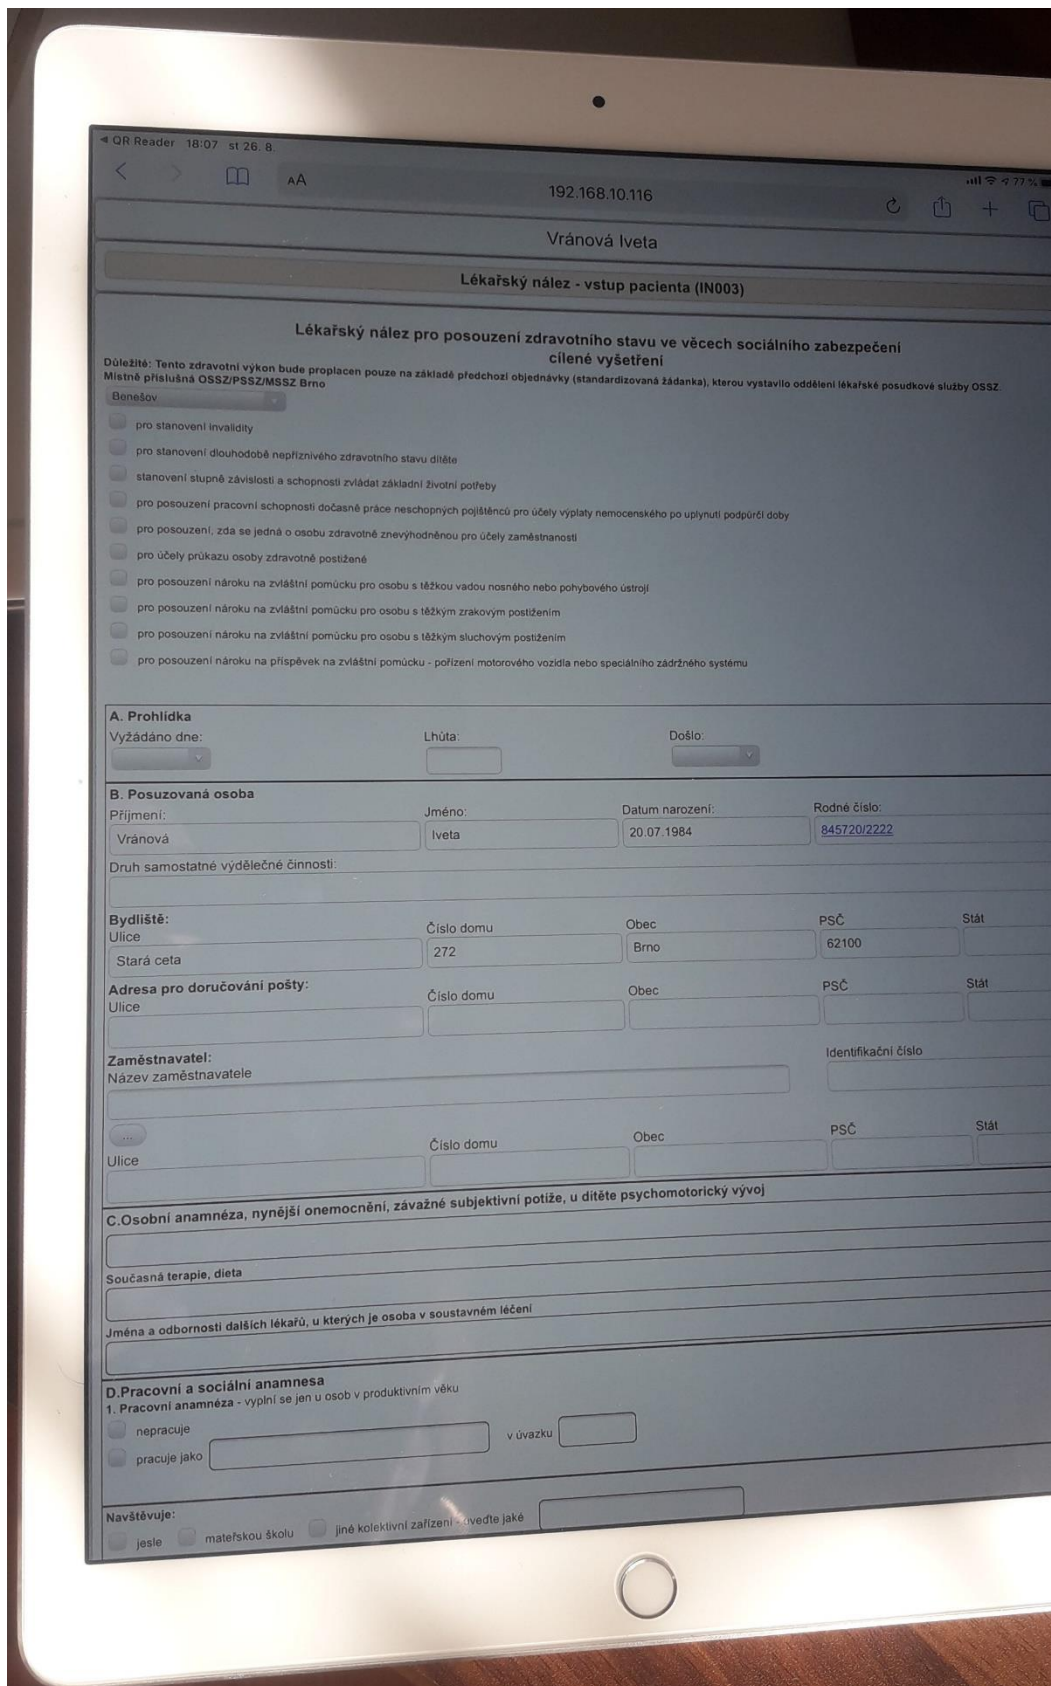 ◄ QR Reader 18:07 st 26. 8.
77 %
AA 192.168.10.116
Vránová Iveta
Lékařský nález - vstup pacienta (IN003)
Lékařský nález pro posouzení zdravotního stavu ve věcech sociálního zabezpečení
cílené vyšetření
Důležité: Tento zdravotní výkon bude proplacen pouze na základě předchozí objednávky (standardizovaná žádanka), kterou vystavilo oddělení lékařské posudkové služby OSSZ.
Místně příslušná OSSZ/PSSZ/MSSZ Brno
Benešov
pro stanovení invalidity
pro stanovení dlouhodobě nepříznivého zdravotního stavu dítěte
stanovení stupně závislosti a schopnosti zvládat základní životní potřeby
pro posouzení pracovní schopnosti dočasně práce neschopných pojištěnců pro účely výplaty nemocenského po uplynutí podpůrčí doby
pro posouzení, zda se jedná o osobu zdravotně znevýhodněnou pro účely zaměstnanosti
pro účely průkazu osoby zdravotně postižené
pro posouzení nároku na zvláštní pomůcku pro osobu s těžkou vadou nosného nebo pohybového ústrojí
pro posouzení nároku na zvláštní pomůcku pro osobu s těžkým zrakovým postižením
pro posouzení nároku na zvláštní pomůcku pro osobu s těžkým sluchovým postižením
pro posouzení nároku na příspěvek na zvláštní pomůcku - pořízení motorového vozidla nebo speciálního zádržného systému
A. Prohlídka
Vyžádáno dne: Lhůta: Došlo:
B. Posuzovaná osoba
Příjmení: Jméno: Datum narození: Rodné číslo:
Vránová Iveta 20.07.1984 845720/2222
Druh samostatné výdělečné činnosti:
Bydliště:
Ulice Číslo domu Obec PSČ Stát
Stará ceta 272 Brno 62100
Adresa pro doručování pošty:
Ulice Číslo domu Obec PSČ Stát
Zaměstnavatel:
Název zaměstnavatele Identifikační číslo
...
Ulice Číslo domu Obec PSČ Stát
C.Osobní anamnéza, nynější onemocnění, závažné subjektivní potíže, u dítěte psychomotorický vývoj
Současná terapie, dieta
Jména a odbornosti dalších lékařů, u kterých je osoba v soustavném léčení
D.Pracovní a sociální anamnesa
1. Pracovní anamnéza - vyplní se jen u osob v produktivním věku
nepracuje
pracuje jako v úvazku
Navštěvuje:
jesle mateřskou školu jiné kolektivní zařízení - uveďte jaké